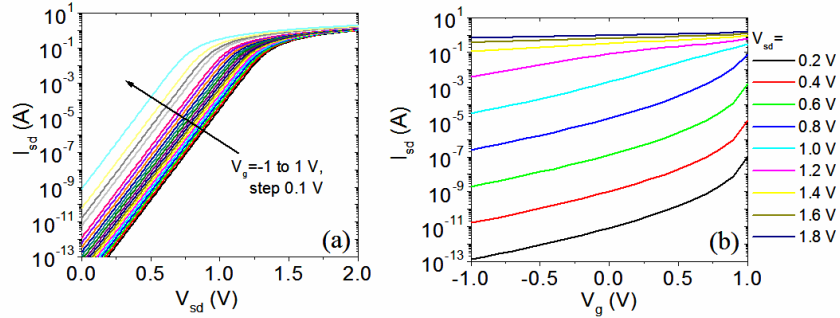 10^1
10^-1
10^-3
10^-5
10^-7
10^-9
10^-11
10^-13
I_sd (A)
V_g=-1 to 1 V,
step 0.1 V
(a)
0.0 0.5 1.0 1.5 2.0
V_sd (V)
10^1
10^-1
10^-3
10^-5
10^-7
10^-9
10^-11
10^-13
I_sd (A)
(b)
-1.0 -0.5 0.0 0.5 1.0
V_g (V)
V_sd=
0.2 V
0.4 V
0.6 V
0.8 V
1.0 V
1.2 V
1.4 V
1.6 V
1.8 V